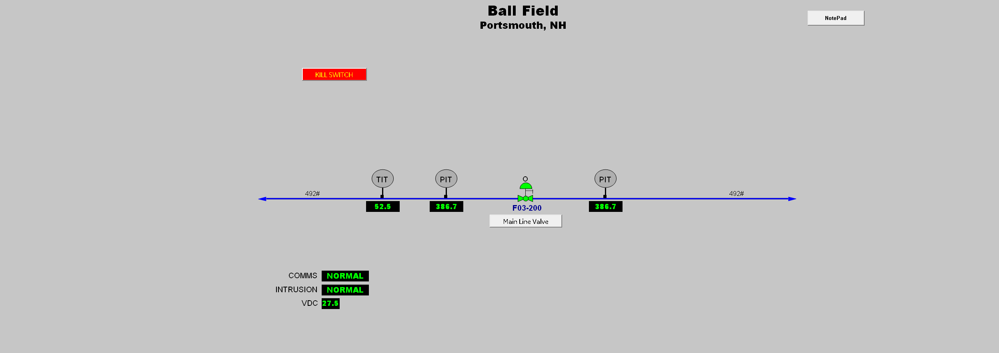 Ball Field
Portsmouth, NH
NotePad
KILL SWITCH
TIT
PIT
O
PIT
492#
492#
52.5
386.7
F03-200
386.7
Main Line Valve
COMMS NORMAL
INTRUSION NORMAL
VDC 27.5